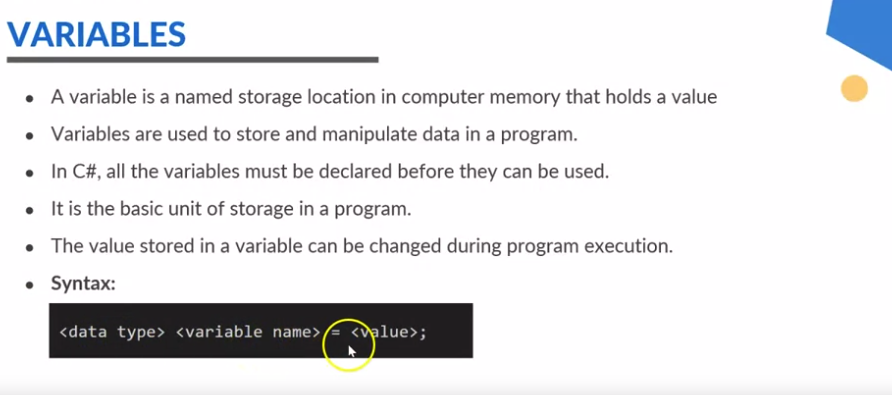 VARIABLES
• A variable is a named storage location in computer memory that holds a value
• Variables are used to store and manipulate data in a program.
• In C#, all the variables must be declared before they can be used.
• It is the basic unit of storage in a program.
• The value stored in a variable can be changed during program execution.
• Syntax:
<data type> <variable name> = <value>;